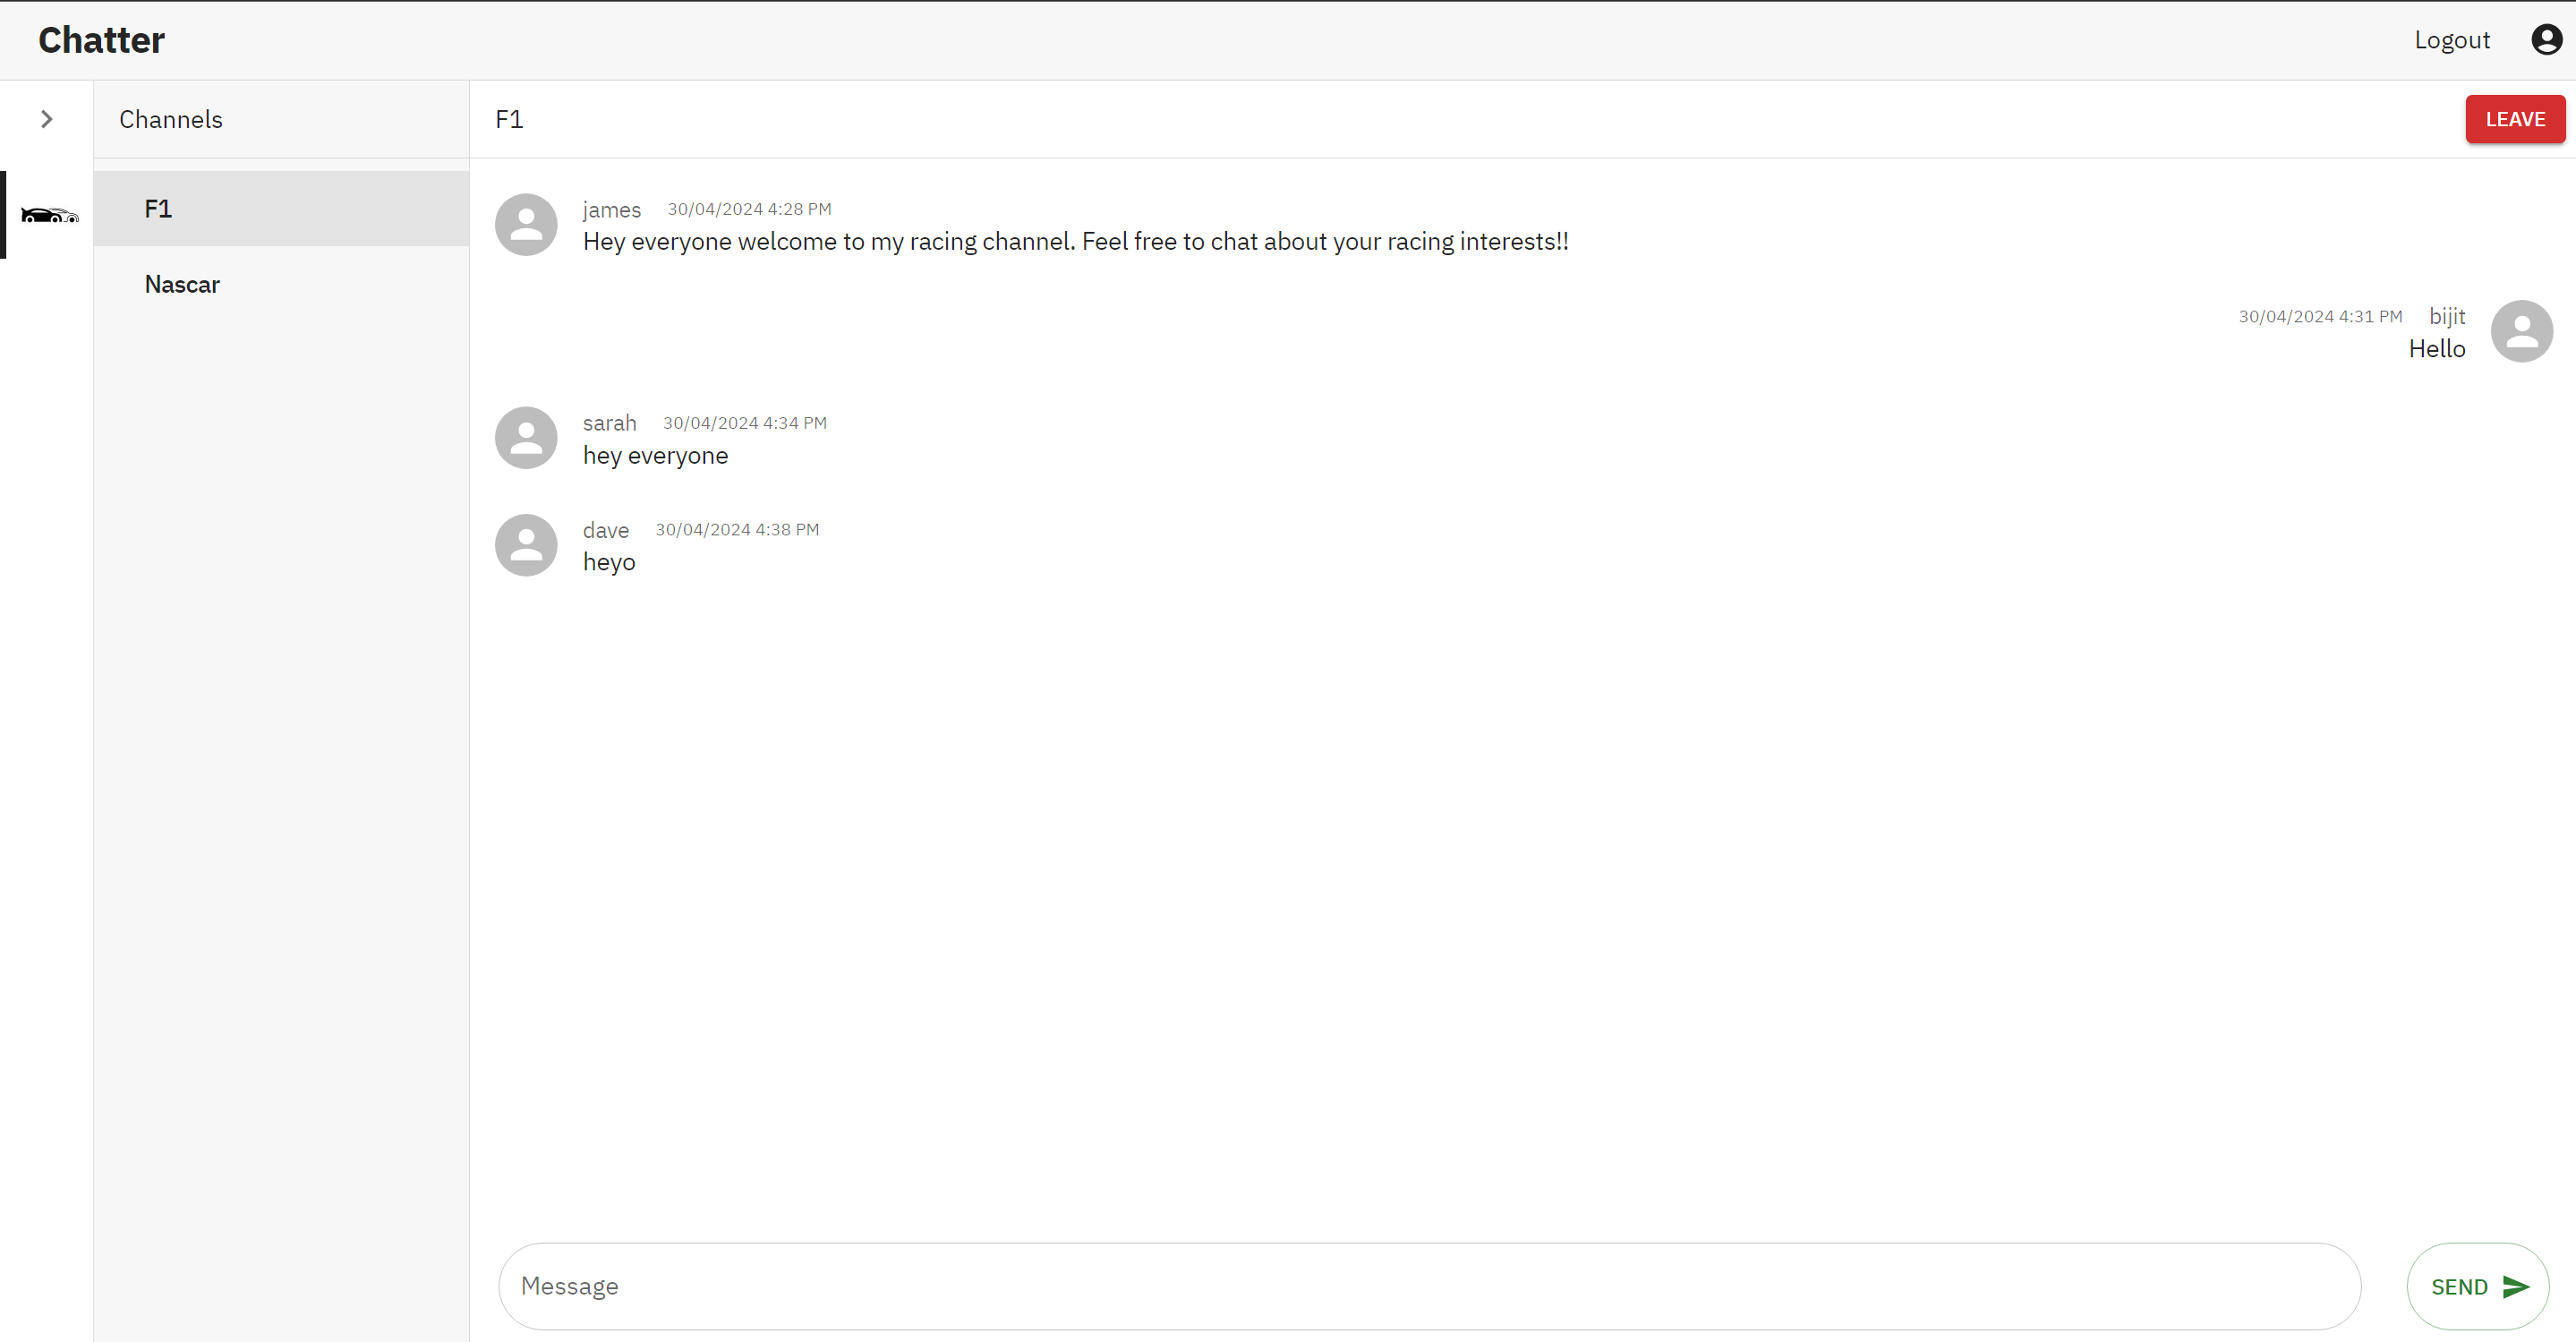 Chatter
Logout
Channels
F1
LEAVE
F1
Nascar
james 30/04/2024 4:28 PM
Hey everyone welcome to my racing channel. Feel free to chat about your racing interests!!
30/04/2024 4:31 PM bijit
Hello
sarah 30/04/2024 4:34 PM
hey everyone
dave 30/04/2024 4:38 PM
heyo
Message
SEND